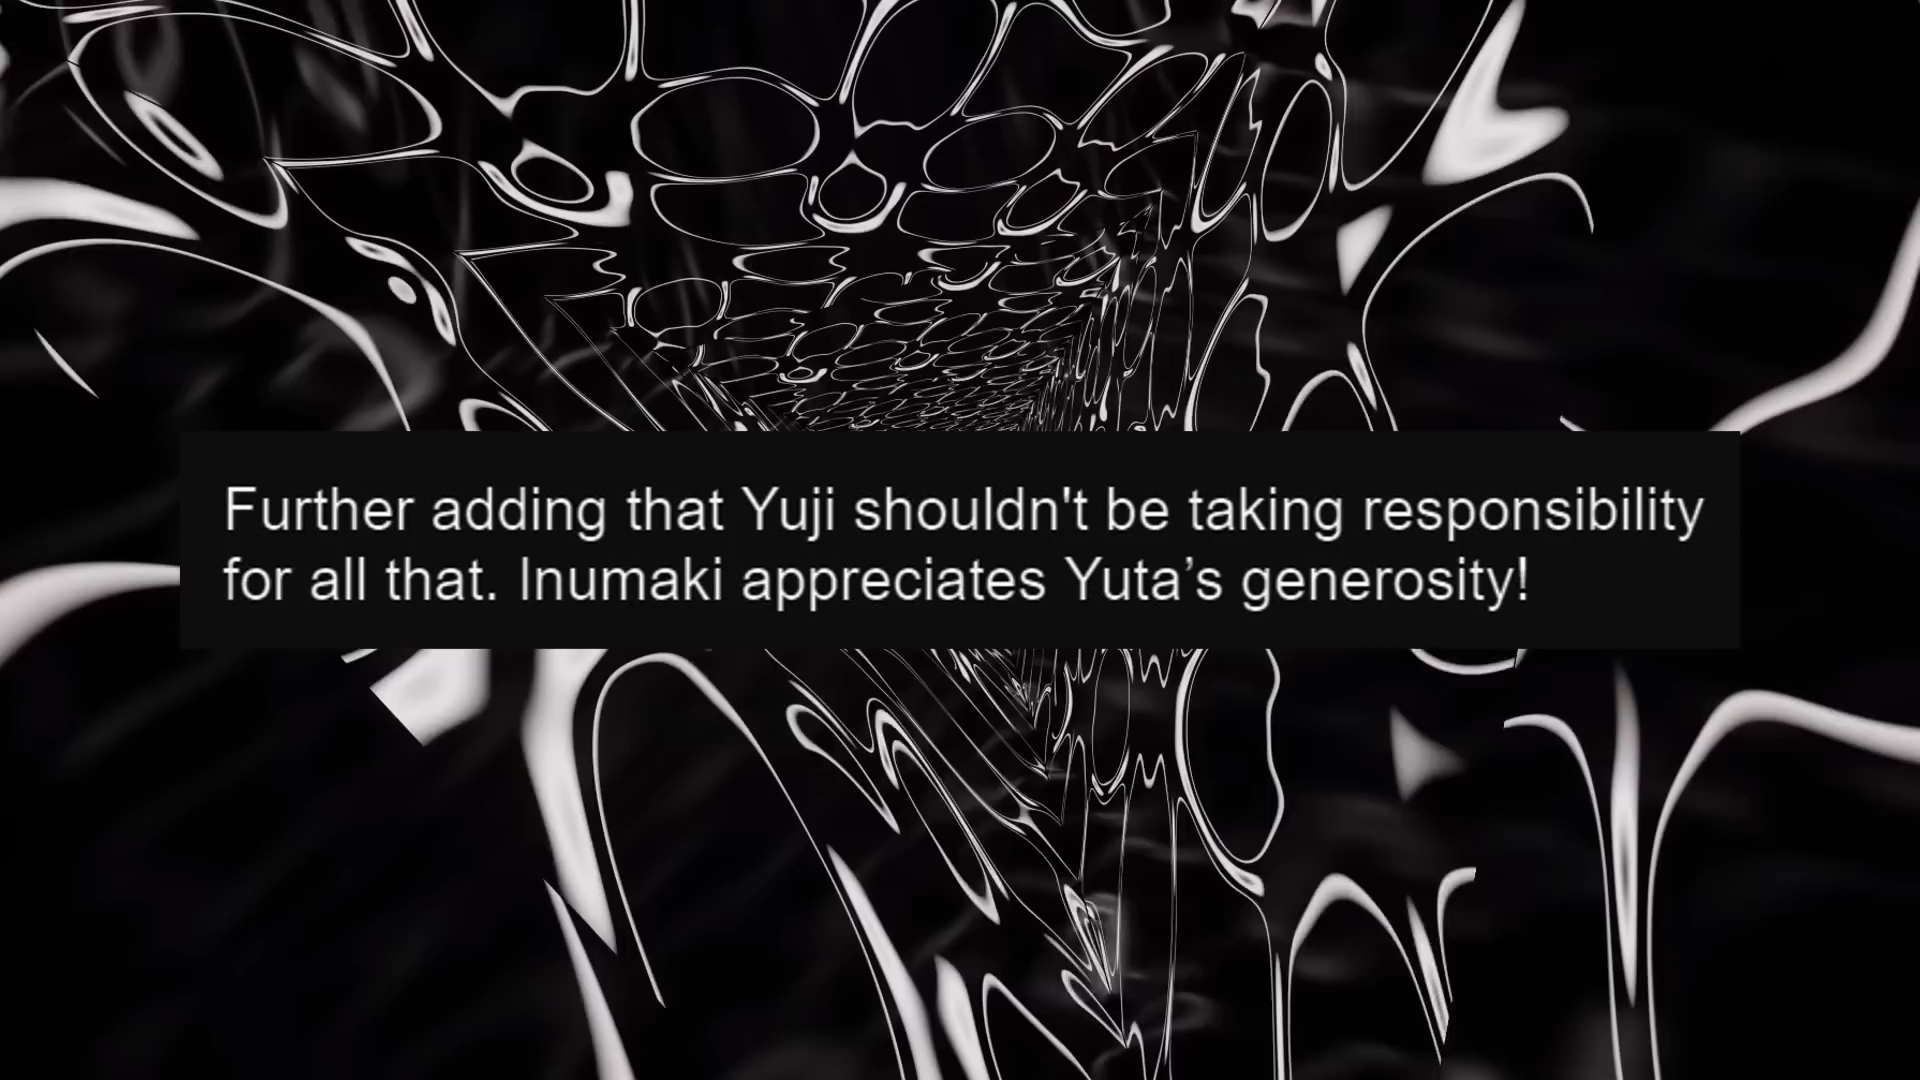 Further adding that Yuji shouldn't be taking responsibility
for all that. Inumaki appreciates Yuta’s generosity!